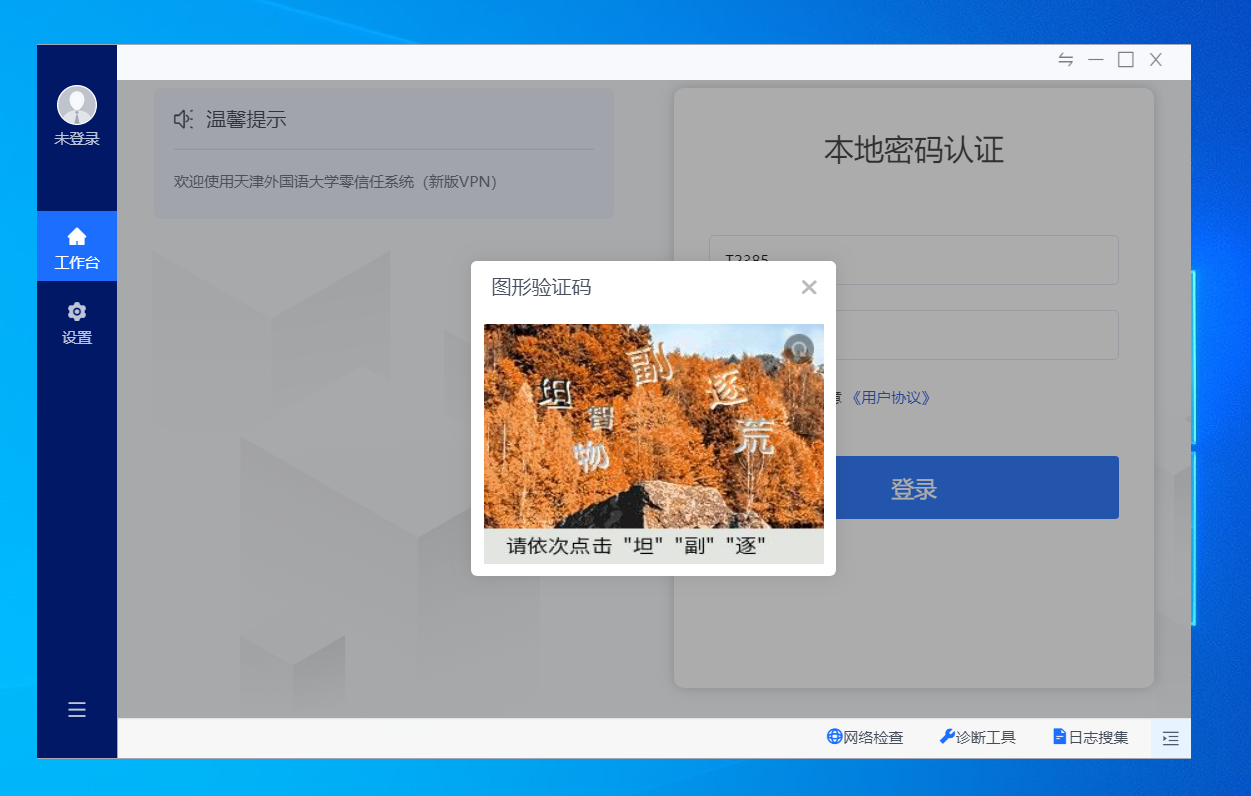 未登录
工作台
设置
温馨提示
欢迎使用天津外国语大学零信任系统（新版VPN）
本地密码认证
T2385
意 《用户协议》
登录
图形验证码
坦 副 逐
智 荒
物
请依次点击 "坦" "副" "逐"
网络检查 诊断工具 日志搜集